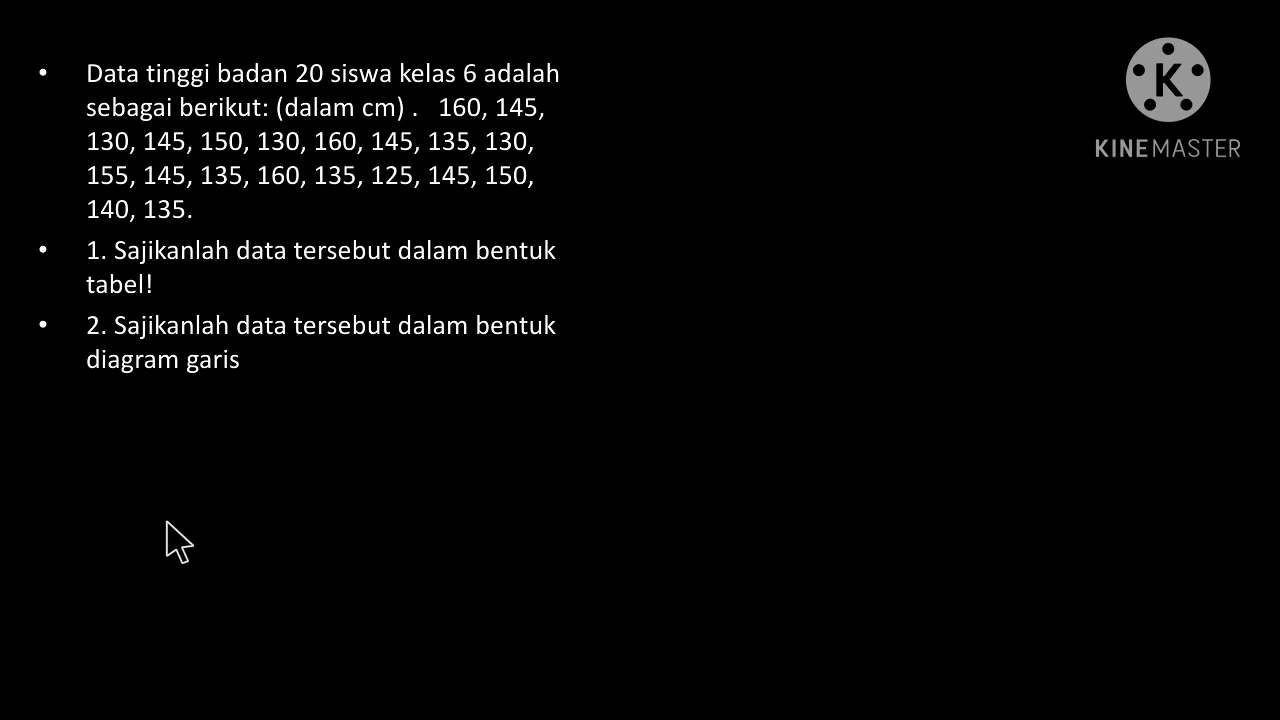 • Data tinggi badan 20 siswa kelas 6 adalah
sebagai berikut: (dalam cm) .   160, 145,
130, 145, 150, 130, 160, 145, 135, 130,
155, 145, 135, 160, 135, 125, 145, 150,
140, 135.
• 1. Sajikanlah data tersebut dalam bentuk
tabel!
• 2. Sajikanlah data tersebut dalam bentuk
diagram garis
K
KINEMASTER